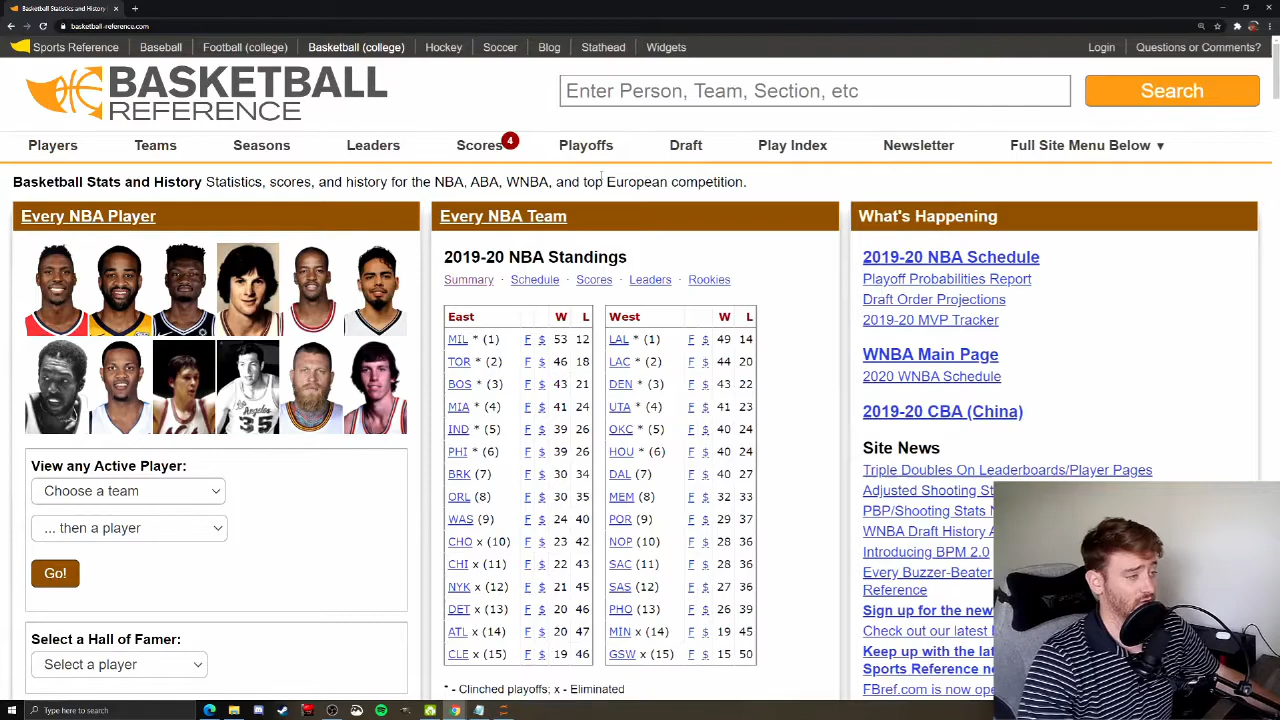 Basketball Statistics and History
basketball-reference.com
Sports Reference Baseball Football (college) Basketball (college) Hockey Soccer Blog Stathead Widgets Login Questions or Comments?
BASKETBALL
REFERENCE
Enter Person, Team, Section, etc
Search
Players Teams Seasons Leaders Scores 4 Playoffs Draft Play Index Newsletter Full Site Menu Below ▼
Basketball Stats and History Statistics, scores, and history for the NBA, ABA, WNBA, and top European competition.
Every NBA Player
35
View any Active Player:
Choose a team
... then a player
Go!
Select a Hall of Famer:
Select a player
Every NBA Team
2019-20 NBA Standings
Summary · Schedule · Scores · Leaders · Rookies
East W L
MIL * (1) F $ 53 12
TOR * (2) F $ 46 18
BOS * (3) F $ 43 21
MIA * (4) F $ 41 24
IND * (5) F $ 39 26
PHI * (6) F $ 39 26
BRK (7) F $ 30 34
ORL (8) F $ 30 35
WAS (9) F $ 24 40
CHO x (10) F $ 23 42
CHI x (11) F $ 22 43
NYK x (12) F $ 21 45
DET x (13) F $ 20 46
ATL x (14) F $ 20 47
CLE x (15) F $ 19 46
West W L
LAL * (1) F $ 49 14
LAC * (2) F $ 44 20
DEN * (3) F $ 43 22
UTA * (4) F $ 41 23
OKC * (5) F $ 40 24
HOU * (6) F $ 40 24
DAL (7) F $ 40 27
MEM (8) F $ 32 33
POR (9) F $ 29 37
NOP (10) F $ 28 36
SAC (11) F $ 28 36
SAS (12) F $ 27 36
PHO (13) F $ 26 39
MIN x (14) F $ 19 45
GSW x (15) F $ 15 50
* - Clinched playoffs; x - Eliminated
What's Happening
2019-20 NBA Schedule
Playoff Probabilities Report
Draft Order Projections
2019-20 MVP Tracker
WNBA Main Page
2020 WNBA Schedule
2019-20 CBA (China)
Site News
Triple Doubles On Leaderboards/Player Pages
Adjusted Shooting St
PBP/Shooting Stats
WNBA Draft History
Introducing BPM 2.0
Every Buzzer-Beater
Reference
Sign up for the new
Check out our latest
Keep up with the lat
Sports Reference
FBref.com is now ope
Type here to search